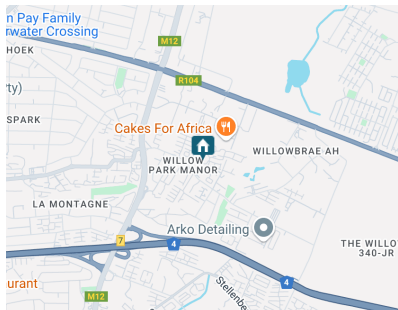 n Pay Family
rwater Crossing
HOEK
M12
R104
rty)
SPARK
Cakes For Africa
WILLOW
PARK MANOR
WILLOWBRAE AH
LA MONTAGNE
Arko Detailing
7
4
THE WILLO
340-JR
4
urant
M12
Stellenbe